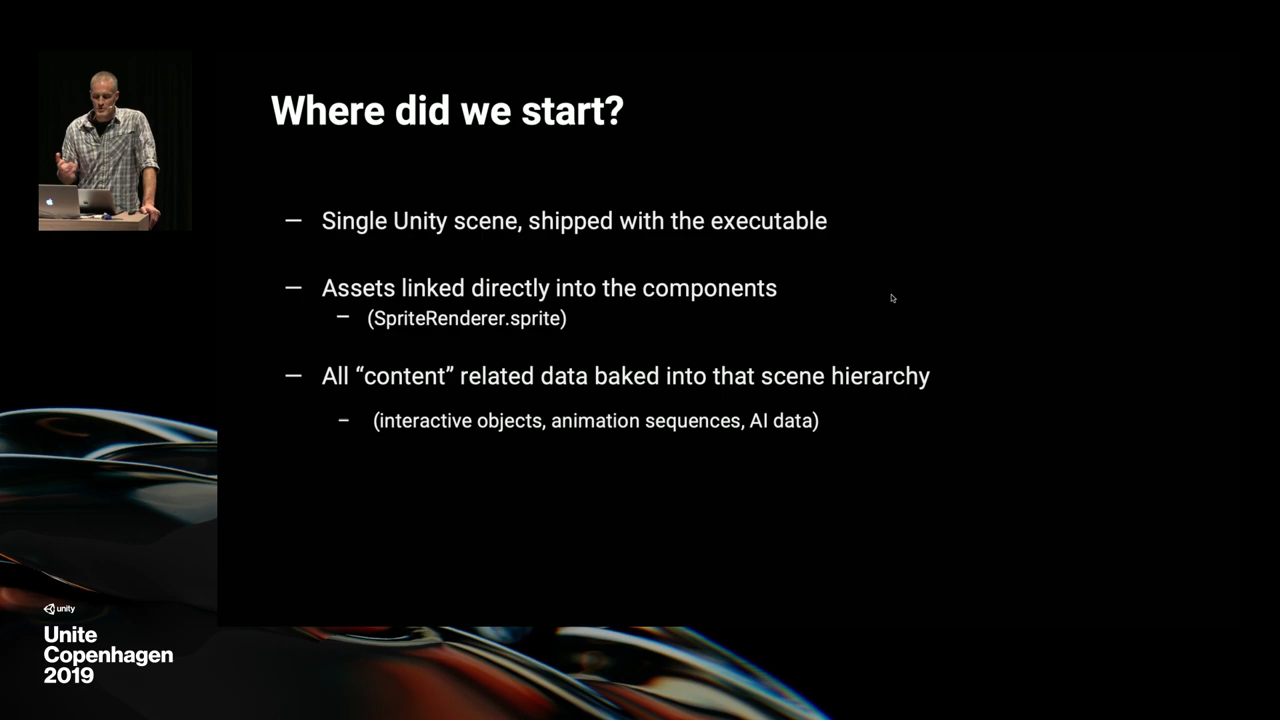 Where did we start?
— Single Unity scene, shipped with the executable
— Assets linked directly into the components
– (SpriteRenderer.sprite)
— All “content” related data baked into that scene hierarchy
– (interactive objects, animation sequences, AI data)
unity
Unite
Copenhagen
2019